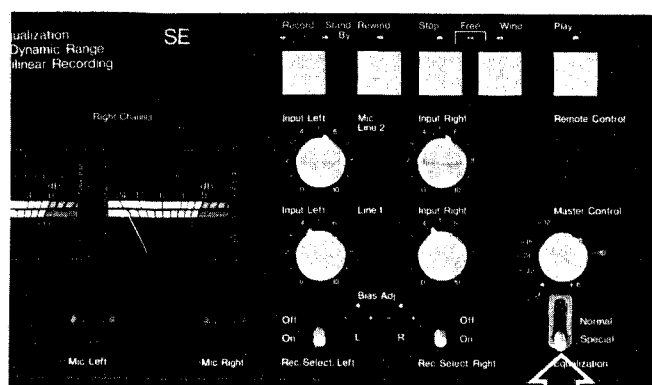 ualization
Dynamic Range
ilinear Recording
SE
Record
Stand By
Rewind
Stop
Free
Wind
Play
Right Channel
Input Left
Mic
Line 2
Input Right
Remote Control
Input Left
Line 1
Input Right
Master Control
Bias Adj
Off
On
L
R
Off
On
Normal
Special
Mic Left
Mic Right
Rec. Select. Left
Rec. Select. Right
Equalization